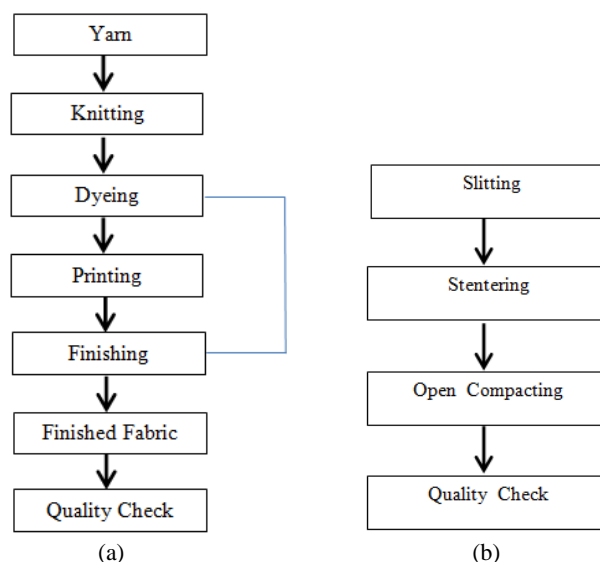 Yarn
Knitting
Dyeing
Printing
Finishing
Finished Fabric
Quality Check
(a)
Slitting
Stentering
Open Compacting
Quality Check
(b)